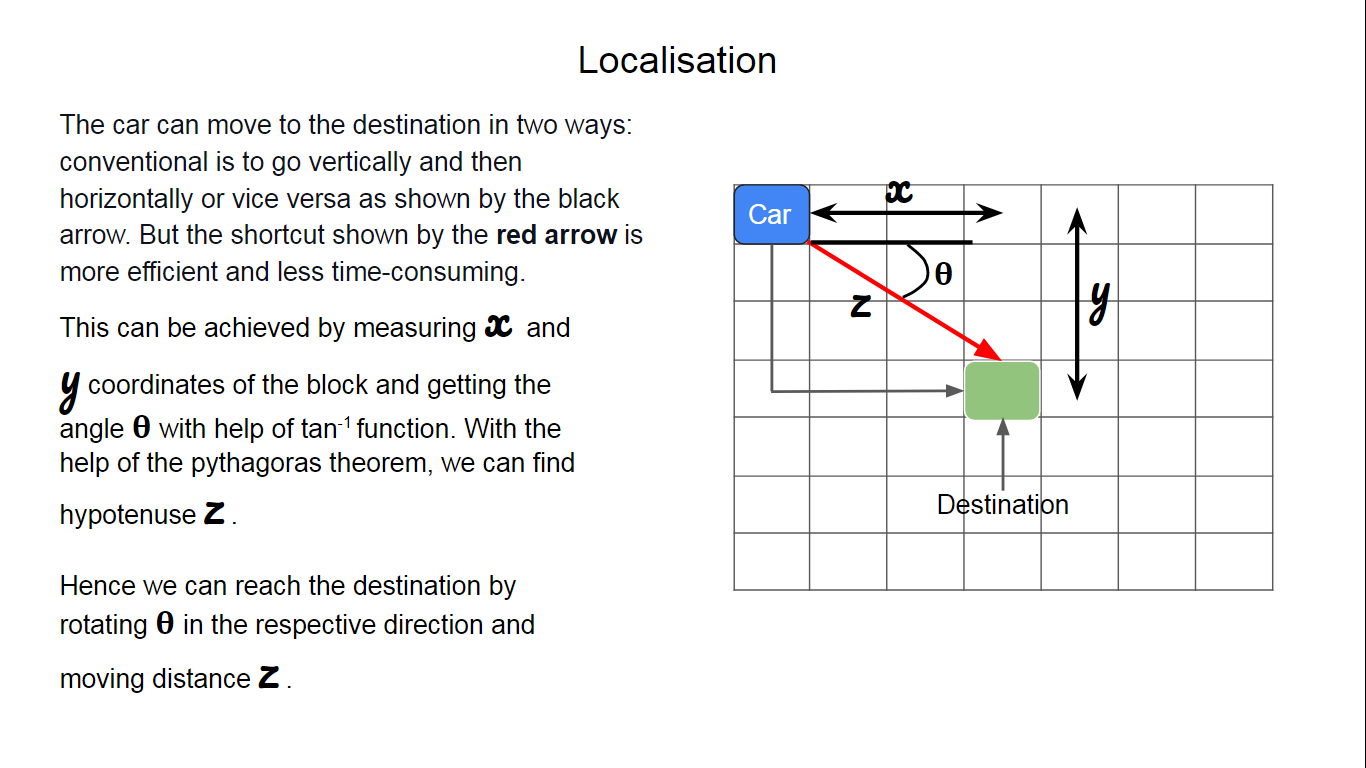 Localisation
The car can move to the destination in two ways:
conventional is to go vertically and then
horizontally or vice versa as shown by the black
arrow. But the shortcut shown by the red arrow is
more efficient and less time-consuming.
This can be achieved by measuring x and
y coordinates of the block and getting the
angle θ with help of tan⁻¹ function. With the
help of the pythagoras theorem, we can find
hypotenuse z .
Hence we can reach the destination by
rotating θ in the respective direction and
moving distance z .
x
Car
θ
z
y
Destination